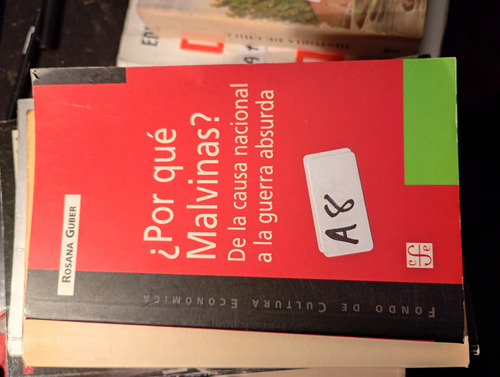 ROSANA GUBER
¿Por qué
Malvinas?
De la causa nacional
a la guerra absurda
A8
FONDO DE CULTURA ECONÓMICA